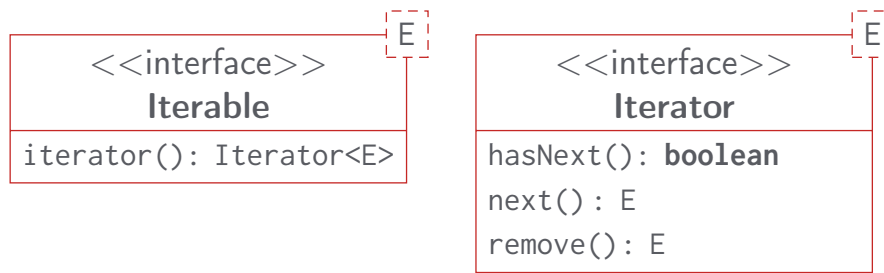 E
<<interface>>
Iterable
iterator(): Iterator<E>
E
<<interface>>
Iterator
hasNext(): boolean
next(): E
remove(): E